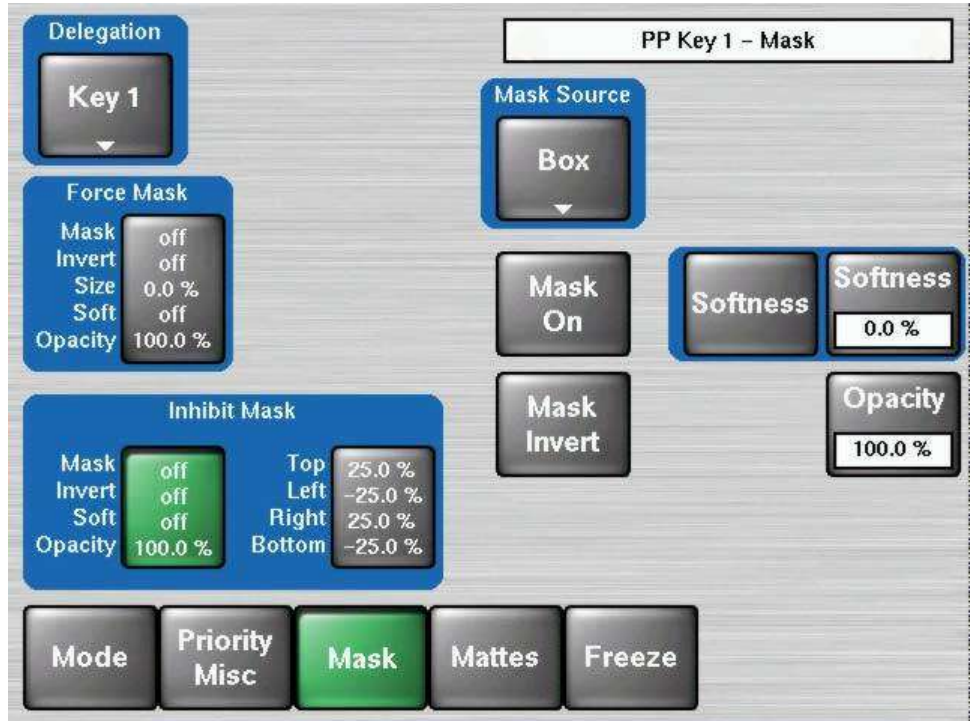 Delegation
Key 1
PP Key 1 – Mask
Mask Source
Box
Force Mask
Mask off
Invert off
Size 0.0 %
Soft off
Opacity 100.0 %
Mask
On
Softness
Softness
0.0 %
Mask
Invert
Opacity
100.0 %
Inhibit Mask
Mask off
Invert off
Soft off
Opacity 100.0 %
Top 25.0 %
Left -25.0 %
Right 25.0 %
Bottom -25.0 %
Mode
Priority
Misc
Mask
Mattes
Freeze